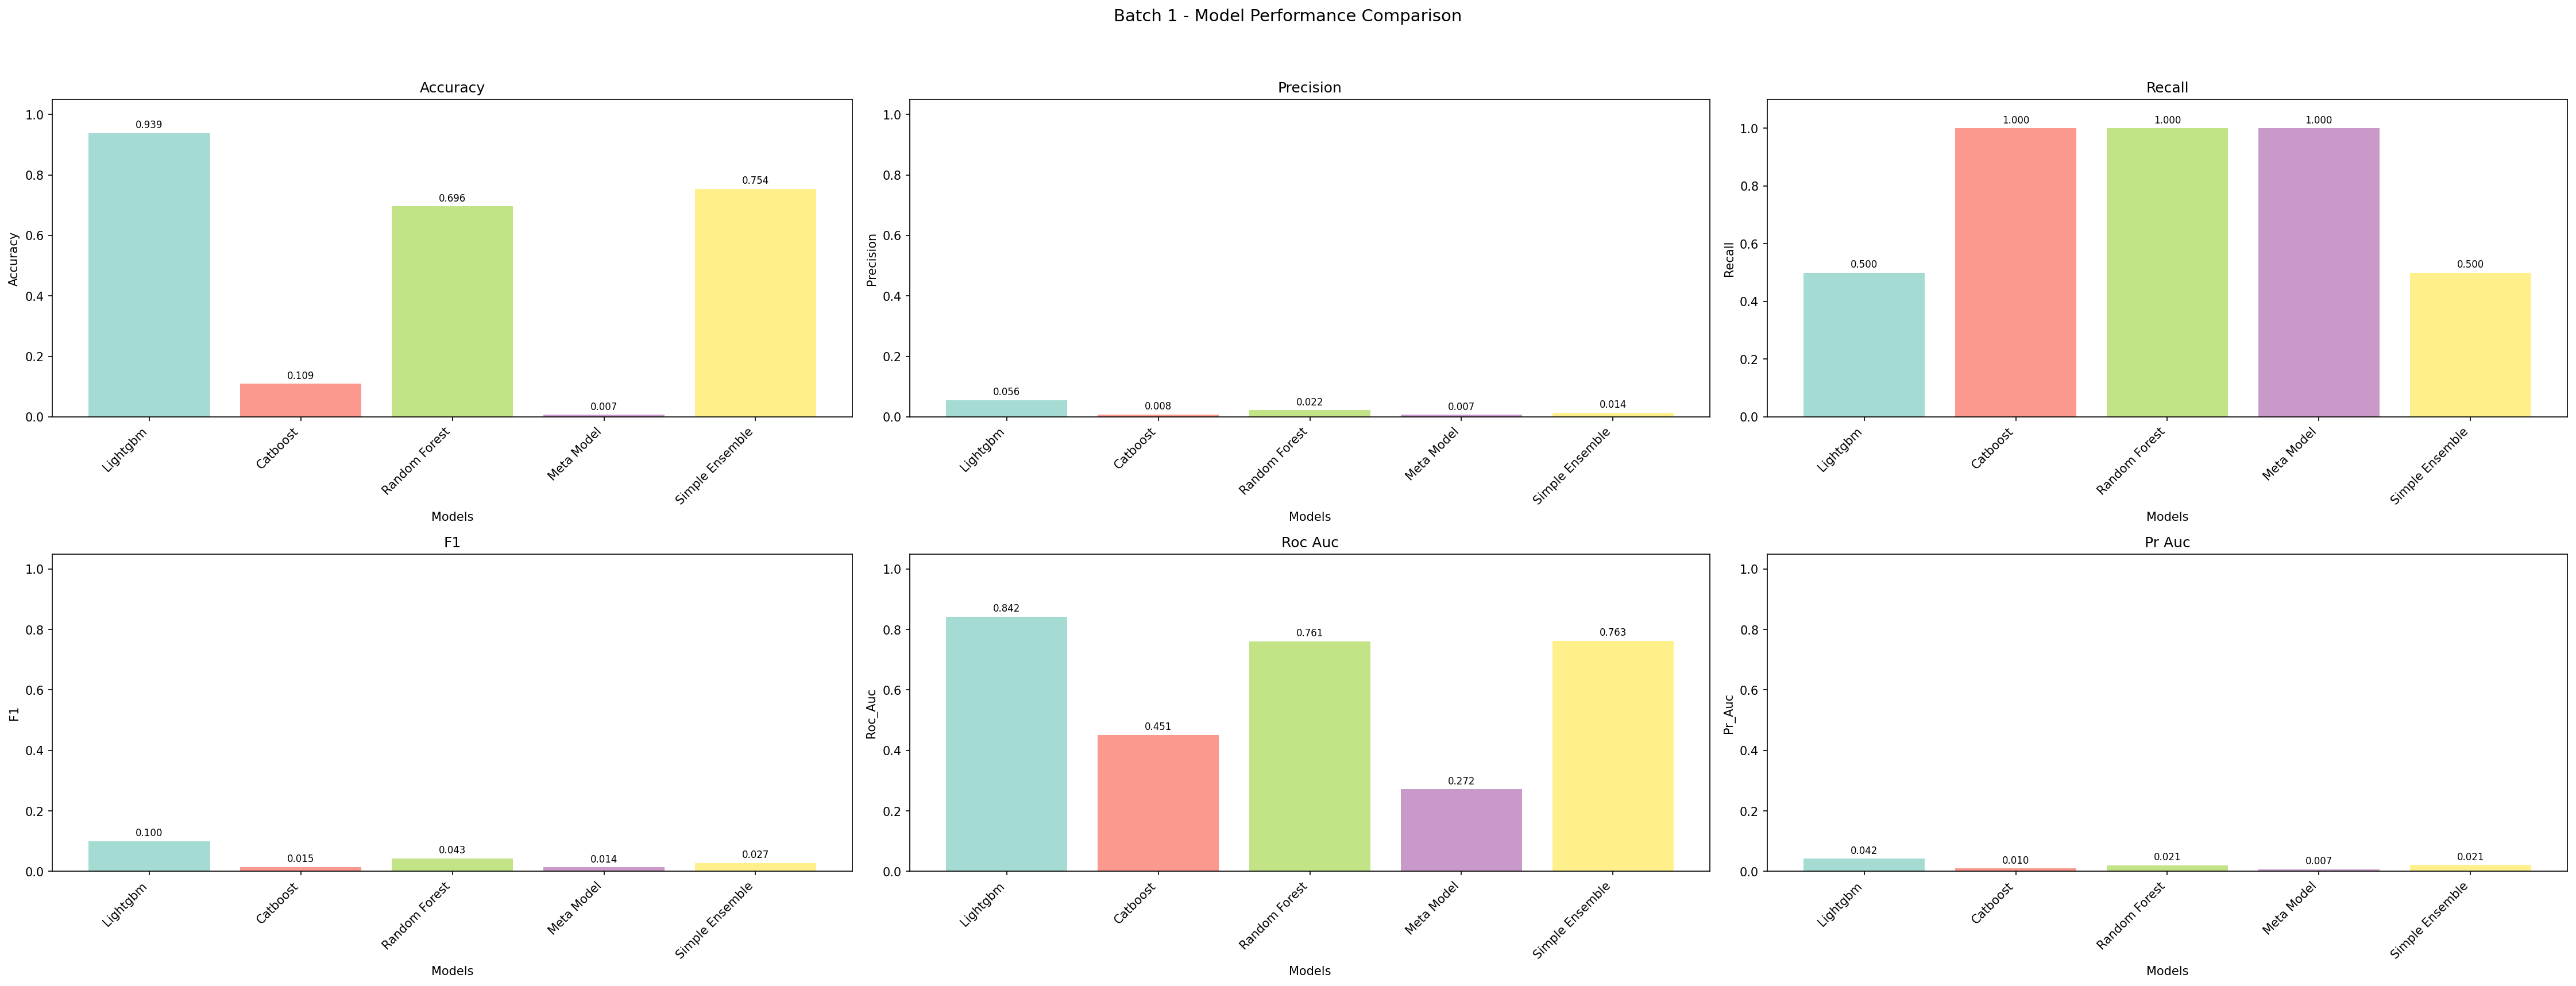 Batch 1 - Model Performance Comparison
Accuracy
Accuracy
1.0
0.8
0.6
0.4
0.2
0.0
0.939
0.109
0.696
0.007
0.754
Lightgbm
Catboost
Random Forest
Meta Model
Simple Ensemble
Models
Precision
Precision
1.0
0.8
0.6
0.4
0.2
0.0
0.056
0.008
0.022
0.007
0.014
Lightgbm
Catboost
Random Forest
Meta Model
Simple Ensemble
Models
Recall
Recall
1.0
0.8
0.6
0.4
0.2
0.0
0.500
1.000
1.000
1.000
0.500
Lightgbm
Catboost
Random Forest
Meta Model
Simple Ensemble
Models
F1
F1
1.0
0.8
0.6
0.4
0.2
0.0
0.100
0.015
0.043
0.014
0.027
Lightgbm
Catboost
Random Forest
Meta Model
Simple Ensemble
Models
Roc Auc
Roc_Auc
1.0
0.8
0.6
0.4
0.2
0.0
0.842
0.451
0.761
0.272
0.763
Lightgbm
Catboost
Random Forest
Meta Model
Simple Ensemble
Models
Pr Auc
Pr_Auc
1.0
0.8
0.6
0.4
0.2
0.0
0.042
0.010
0.021
0.007
0.021
Lightgbm
Catboost
Random Forest
Meta Model
Simple Ensemble
Models